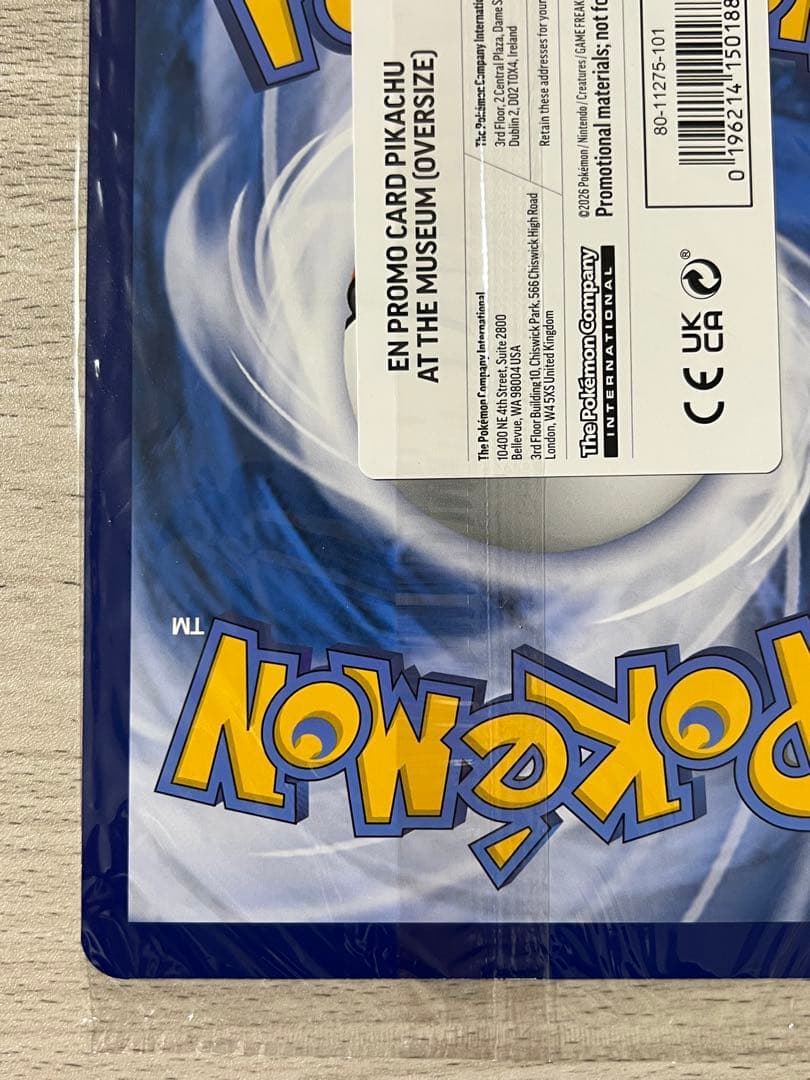 EN PROMO CARD PIKACHU
AT THE MUSEUM (OVERSIZE)
The Pokémon Company International
10400 NE 4th Street, Suite 2800
Bellevue, WA 98004 USA
3rd Floor Building 10, Chiswick Park, 566 Chiswick High Road
London, W4 5XS United Kingdom
The Pokémon Company
3rd Floor, 2 Central Plaza, Dame
Dublin 2, D02 T0X4, Ireland
Retain these addresses for your
The Pokémon Company
INTERNATIONAL
©2026 Pokémon / Nintendo / Creatures / GAME FREAK
Promotional materials; not
CE UK CA ®
80-11275-101
0 196214 150188
POKéMON
TM